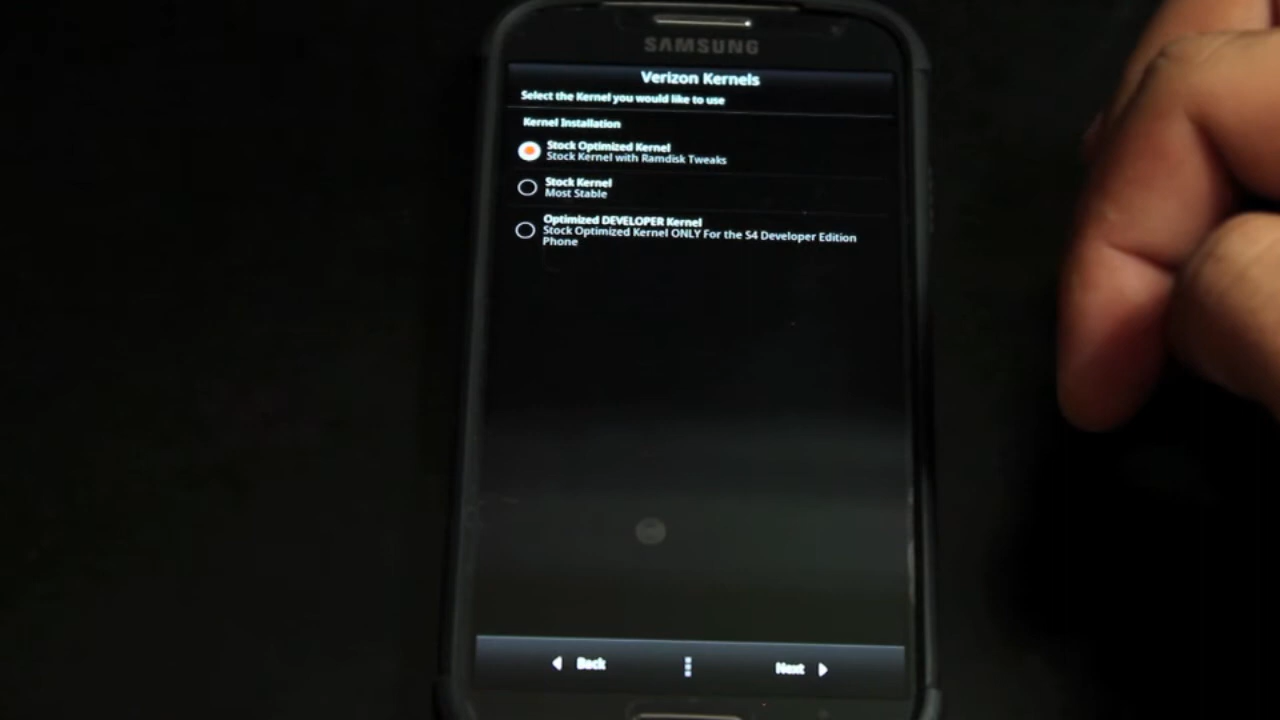 SAMSUNG
Verizon Kernels
Select the Kernel you would like to use
Kernel Installation
Stock Optimized Kernel
Stock Kernel with Ramdisk Tweaks
Stock Kernel
Most Stable
Optimized DEVELOPER Kernel
Stock Optimized Kernel ONLY For the S4 Developer Edition
Phone
Back Next